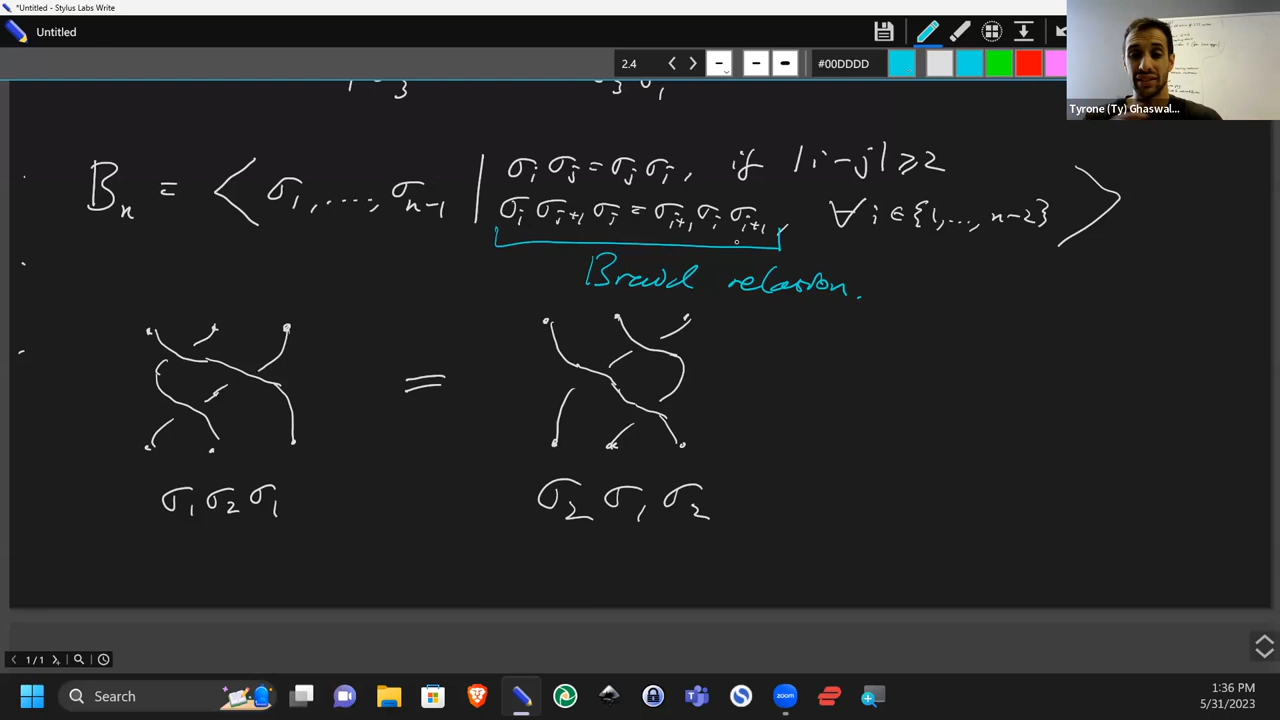 *Untitled - Stylus Labs Write
Untitled
2.4
#00DDDD
Tyrone (Ty) Ghaswal...
B_n = < σ_1, ...., σ_{n-1} | σ_i σ_j = σ_j σ_i, if |i-j| ⩾ 2
σ_i σ_{i+1} σ_i = σ_{i+1} σ_i σ_{i+1}, ∀ i ∈ {1, ..., n-2} >
Braid relation.
=
σ_1 σ_2 σ_1
σ_2 σ_1 σ_2
1/1
Search
zoom
1:36 PM
5/31/2023